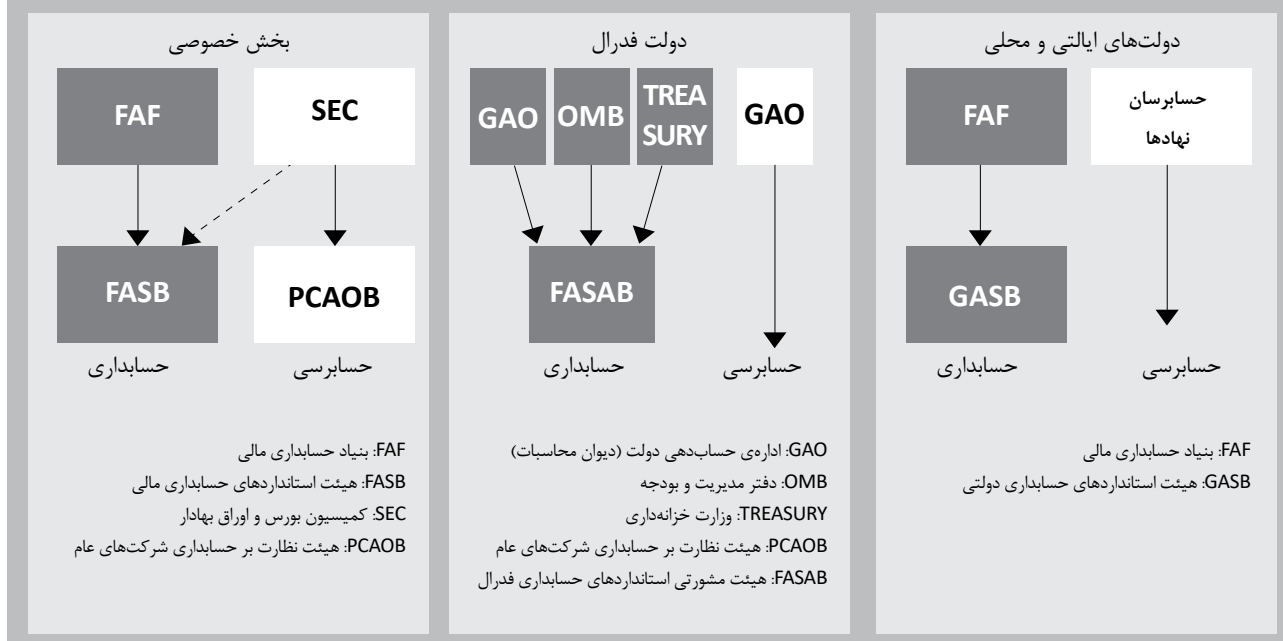 دولت‌های ایالتی و محلی
FAF
حسابرسان
نهادها
GASB
حسابداری
حسابرسی
FAF: بنیاد حسابداری مالی
GASB: هیئت استانداردهای حسابداری دولتی
دولت فدرال
GAO
OMB
TREA
SURY
GAO
FASAB
حسابداری
حسابرسی
GAO: اداره‌ی حساب‌دهی دولت (دیوان محاسبات)
OMB: دفتر مدیریت و بودجه
TREASURY: وزارت خزانه‌داری
PCAOB: هیئت نظارت بر حسابداری شرکت‌های عام
FASAB: هیئت مشورتی استانداردهای حسابداری فدرال
بخش خصوصی
FAF
SEC
FASB
PCAOB
حسابداری
حسابرسی
FAF: بنیاد حسابداری مالی
FASB: هیئت استانداردهای حسابداری مالی
SEC: کمیسیون بورس و اوراق بهادار
PCAOB: هیئت نظارت بر حسابداری شرکت‌های عام